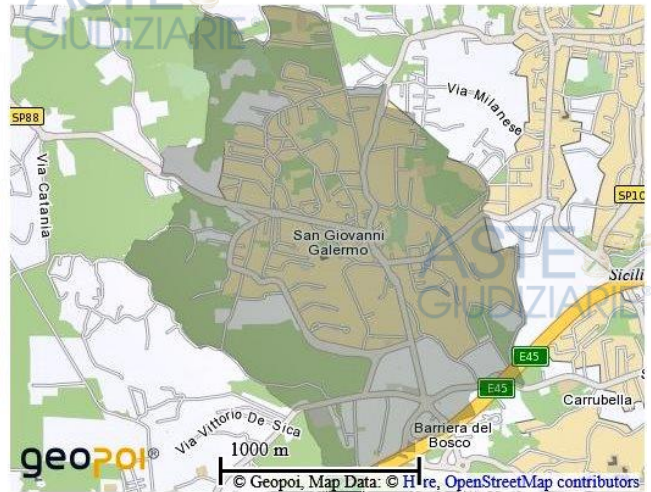 ASTE
GIUDIZIARIE
SP88
Via Catania
Via Milanese
SP10
San Giovanni
Galermo
ASTE
GIUDIZIARIE®
Sicili
E45
E45
Carrubella
Barriera del
Bosco
Via Vittorio De Sica
geopoi®
1000 m
© Geopoi, Map Data: © H re, OpenStreetMap contributors